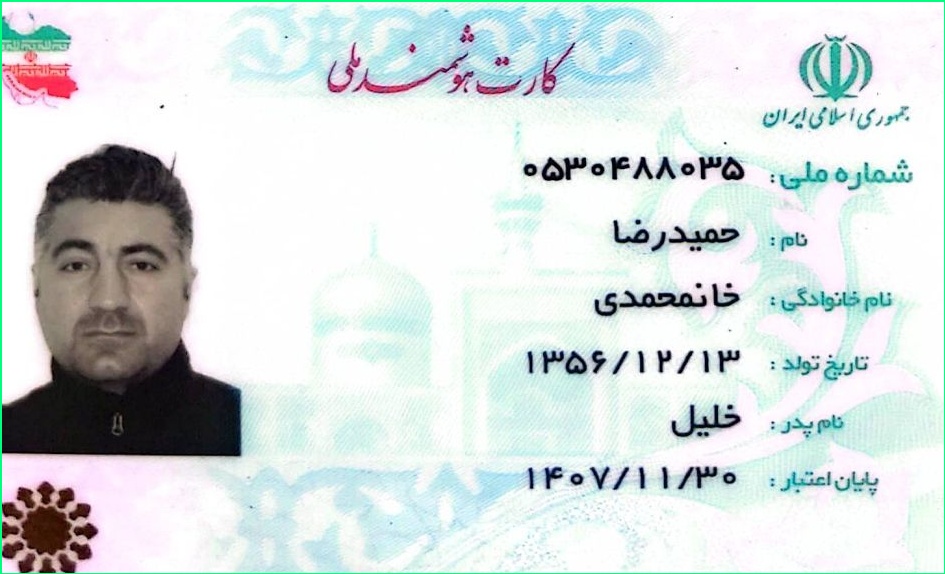 کارت هوشمند ملی
جمهوری اسلامی ایران
شماره ملی: ۰۵۳۰۴۸۸۰۳۵
نام: حمیدرضا
نام خانوادگی: خانمحمدی
تاریخ تولد: ۱۳۵۶/۱۲/۱۳
نام پدر: خلیل
پایان اعتبار: ۱۴۰۷/۱۱/۳۰